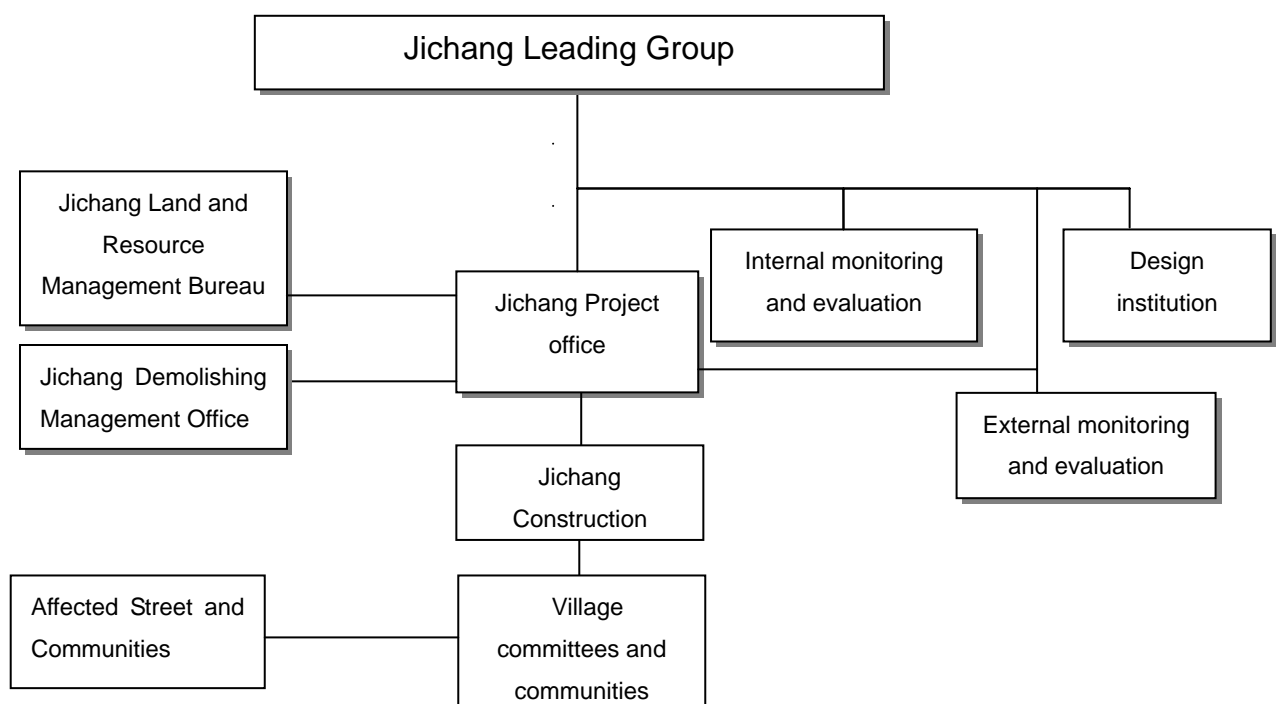 Jichang Leading Group
Jichang Land and
Resource
Management Bureau
Internal monitoring
and evaluation
Design
institution
Jichang Project
office
Jichang Demolishing
Management Office
External monitoring
and evaluation
Jichang
Construction
Affected Street and
Communities
Village
committees and
communities